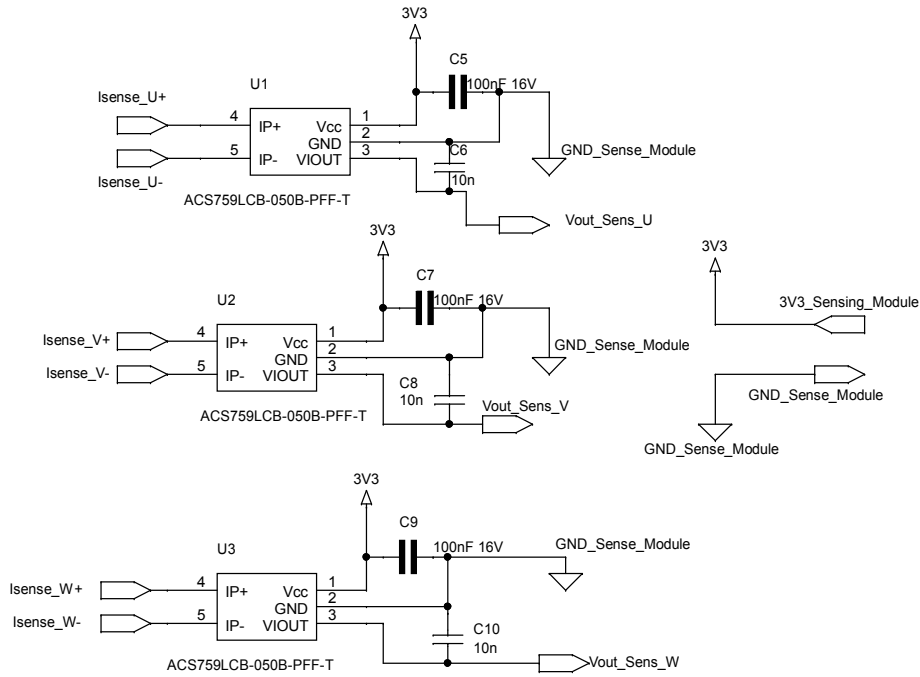 3V3
C5
100nF 16V
U1
Isense_U+
4
IP+
Vcc
1
GND
2
5
IP-
VIOUT
3
C6
10n
GND_Sense_Module
Isense_U-
ACS759LCB-050B-PFF-T
Vout_Sens_U
3V3
C7
100nF 16V
U2
Isense_V+
4
IP+
Vcc
1
GND
2
Isense_V-
5
IP-
VIOUT
3
C8
10n
GND_Sense_Module
ACS759LCB-050B-PFF-T
Vout_Sens_V
3V3
3V3_Sensing_Module
GND_Sense_Module
GND_Sense_Module
3V3
C9
100nF 16V
GND_Sense_Module
U3
Isense_W+
4
IP+
Vcc
1
GND
2
Isense_W-
5
IP-
VIOUT
3
C10
10n
ACS759LCB-050B-PFF-T
Vout_Sens_W